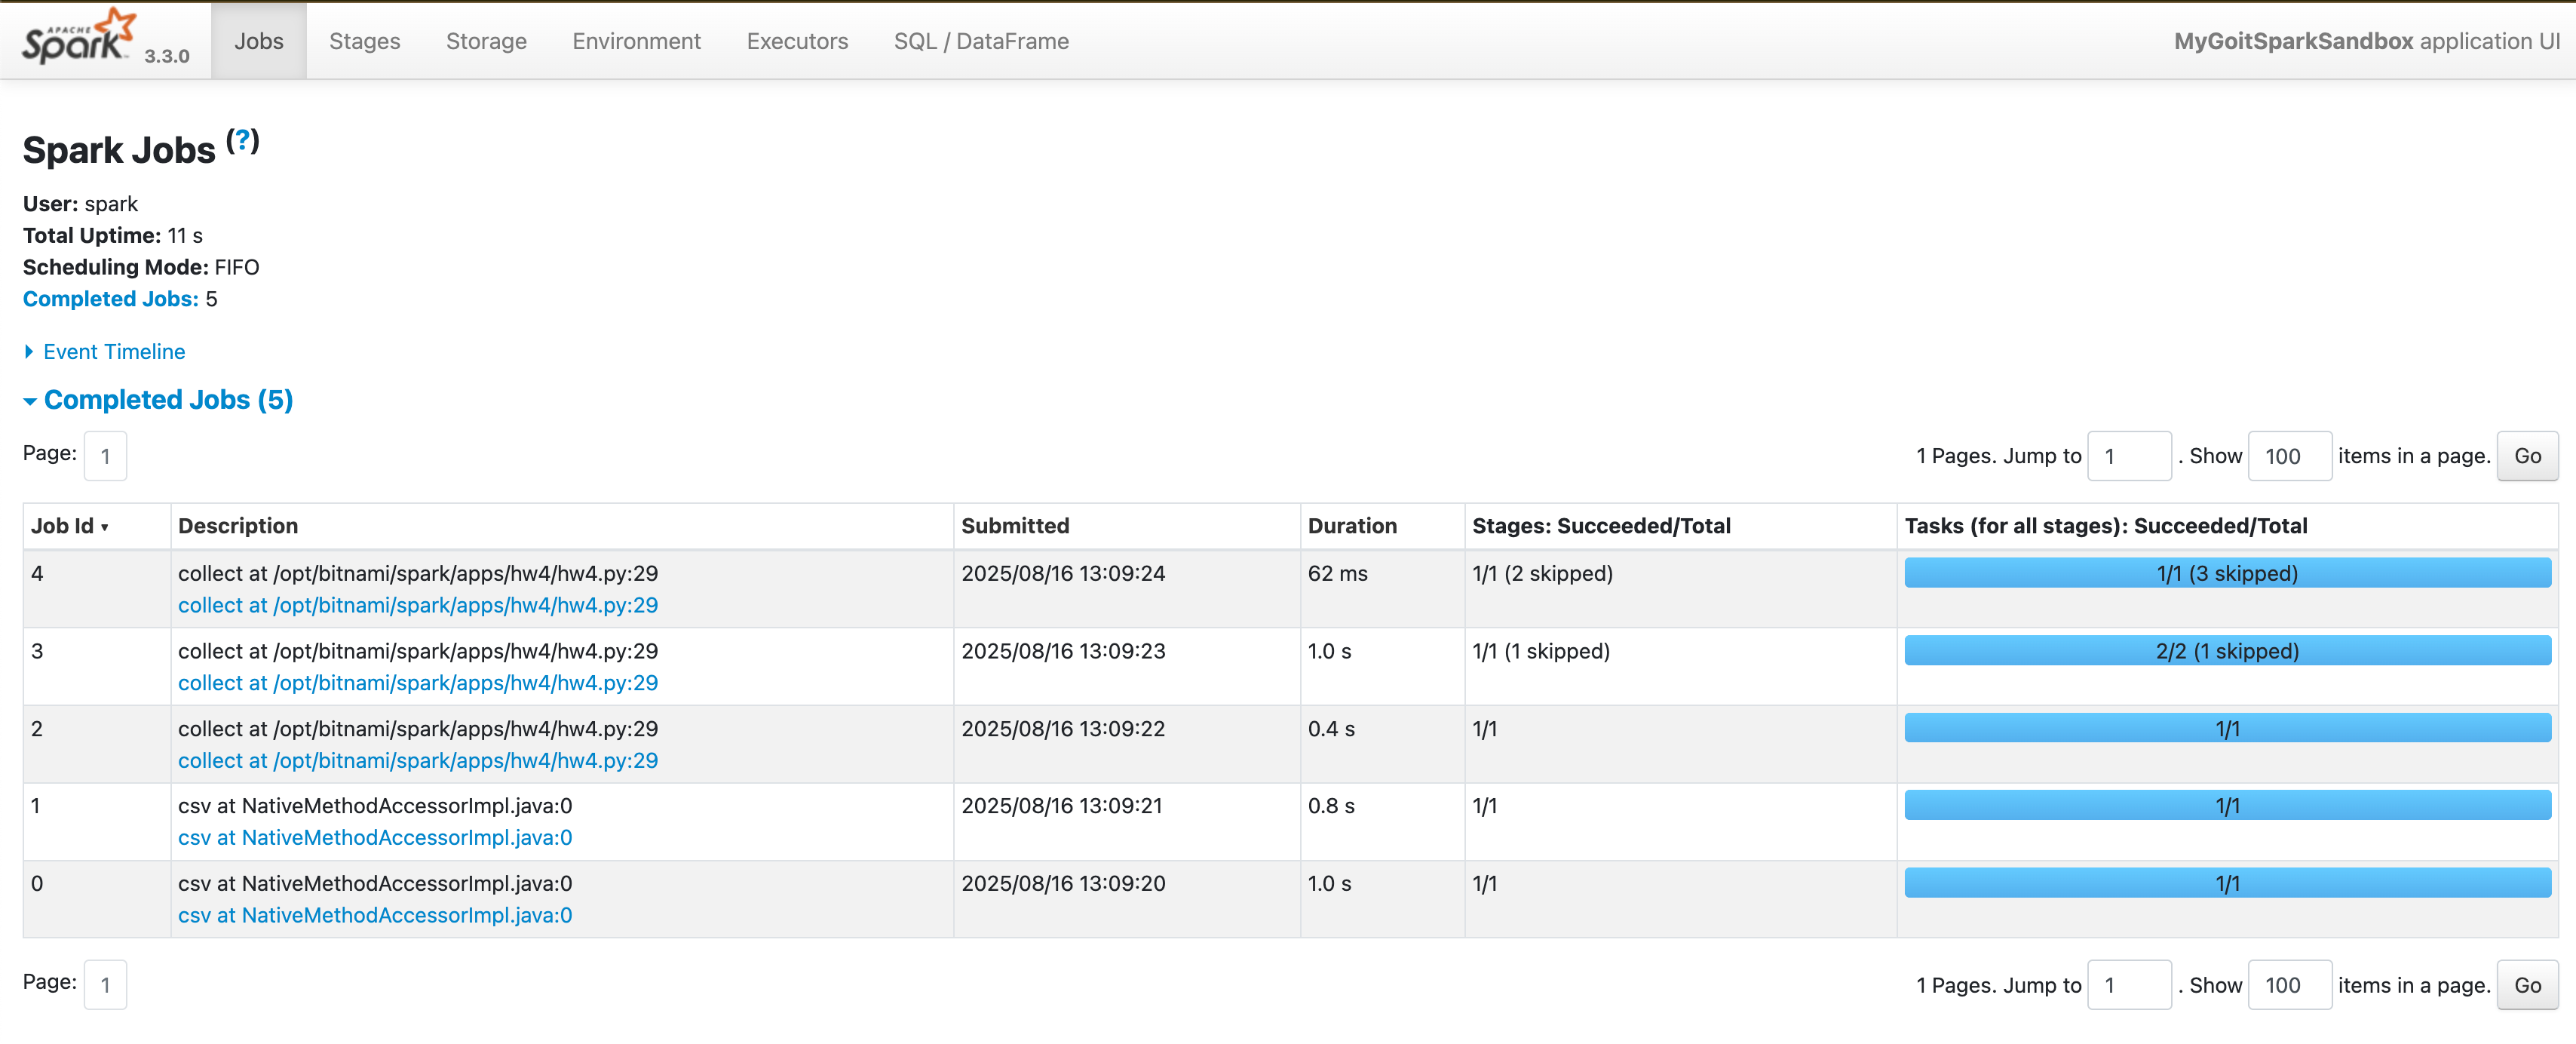 APACHE
Spark 3.3.0 Jobs Stages Storage Environment Executors SQL / DataFrame MyGoitSparkSandbox application UI
Spark Jobs (?)
User: spark
Total Uptime: 11 s
Scheduling Mode: FIFO
Completed Jobs: 5
Event Timeline
Completed Jobs (5)
Page: 1 1 Pages. Jump to 1 . Show 100 items in a page. Go
Job Id ▾ Description Submitted Duration Stages: Succeeded/Total Tasks (for all stages): Succeeded/Total
4 collect at /opt/bitnami/spark/apps/hw4/hw4.py:29 2025/08/16 13:09:24 62 ms 1/1 (2 skipped) 1/1 (3 skipped)
collect at /opt/bitnami/spark/apps/hw4/hw4.py:29
3 collect at /opt/bitnami/spark/apps/hw4/hw4.py:29 2025/08/16 13:09:23 1.0 s 1/1 (1 skipped) 2/2 (1 skipped)
collect at /opt/bitnami/spark/apps/hw4/hw4.py:29
2 collect at /opt/bitnami/spark/apps/hw4/hw4.py:29 2025/08/16 13:09:22 0.4 s 1/1 1/1
collect at /opt/bitnami/spark/apps/hw4/hw4.py:29
1 csv at NativeMethodAccessorImpl.java:0 2025/08/16 13:09:21 0.8 s 1/1 1/1
csv at NativeMethodAccessorImpl.java:0
0 csv at NativeMethodAccessorImpl.java:0 2025/08/16 13:09:20 1.0 s 1/1 1/1
csv at NativeMethodAccessorImpl.java:0
Page: 1 1 Pages. Jump to 1 . Show 100 items in a page. Go